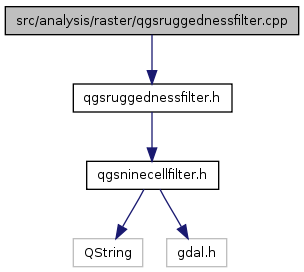 src/analysis/raster/qgsruggednessfilter.cpp
qgsruggednessfilter.h
qgsninecellfilter.h
QString
gdal.h